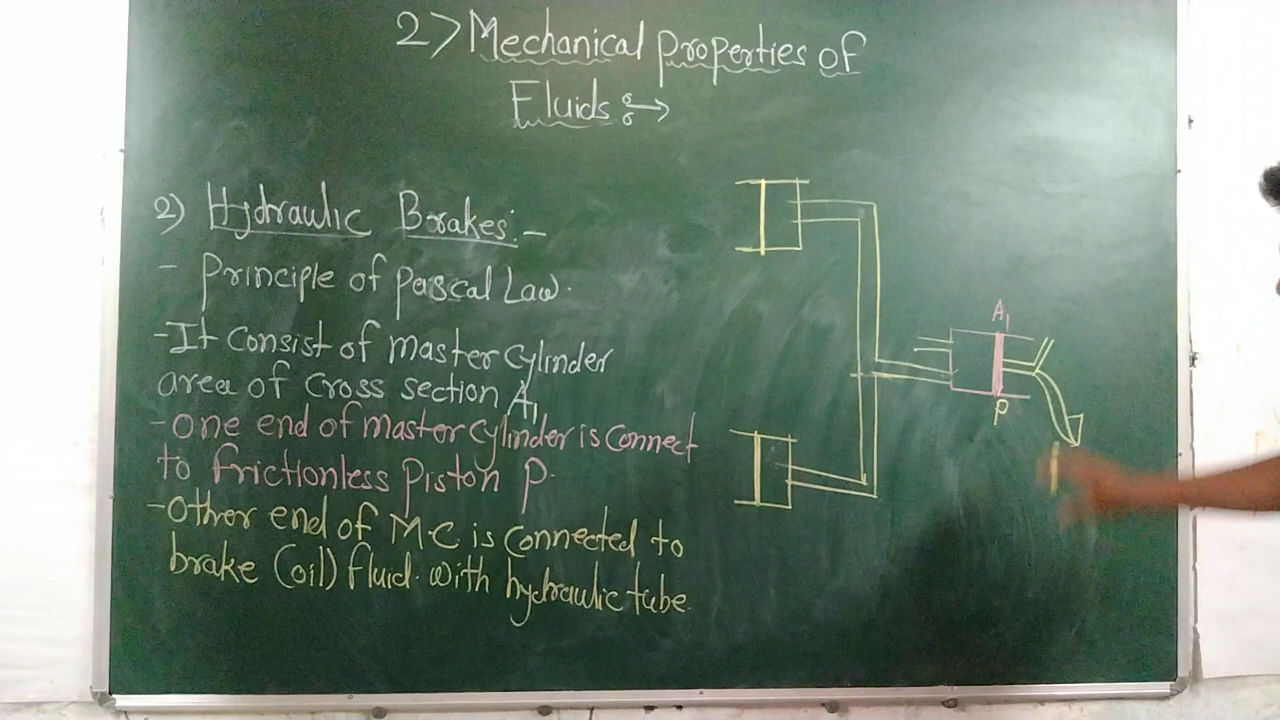 2> Mechanical properties of
Fluids :→
2) Hydraulic Brakes:-
- Principle of pascal Law.
-It consist of master cylinder
area of cross section A1,
-one end of master cylinder is connect
to frictionless piston P.
-Other end of MC is connected to
brake (oil) fluid. with hydraulic tube.
A1
P